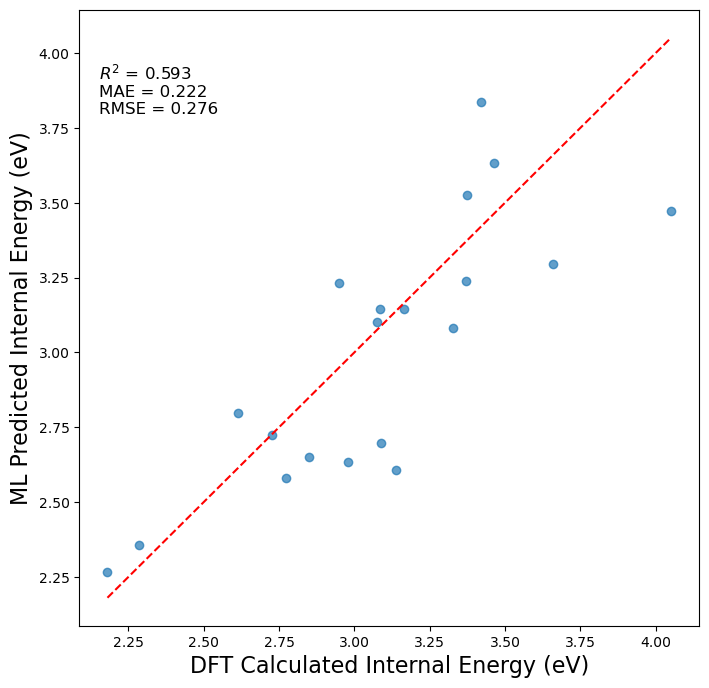 R² = 0.593
MAE = 0.222
RMSE = 0.276
ML Predicted Internal Energy (eV)
4.00
3.75
3.50
3.25
3.00
2.75
2.50
2.25
2.25 2.50 2.75 3.00 3.25 3.50 3.75 4.00
DFT Calculated Internal Energy (eV)